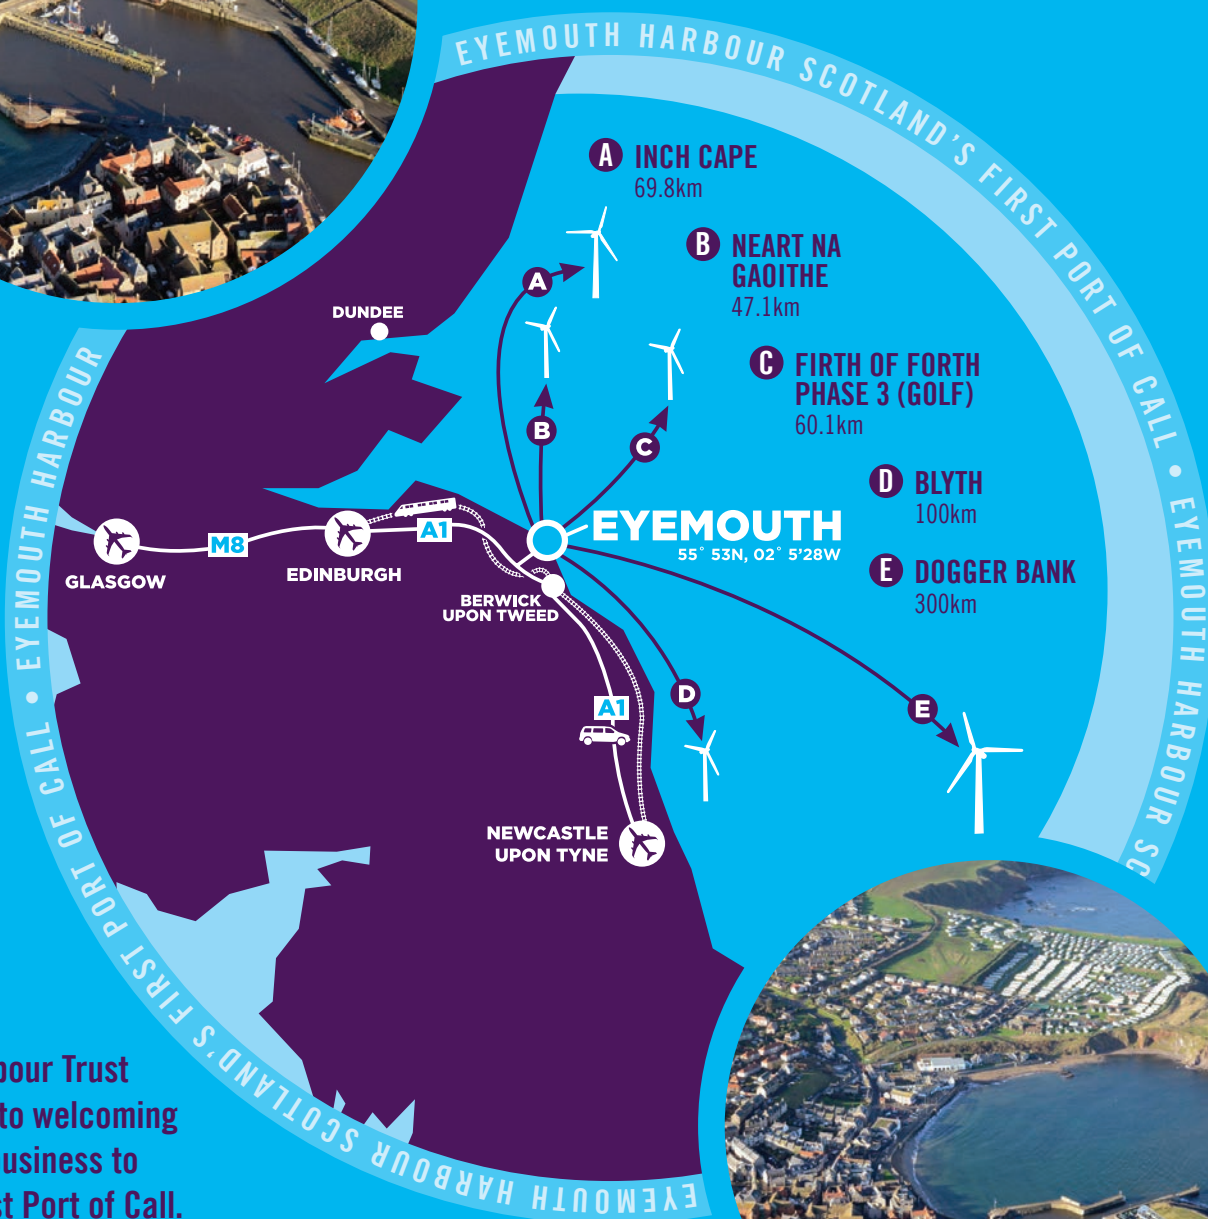 EYEMOUTH HARBOUR SCOTLAND'S FIRST PORT OF CALL • EYEMOUTH HARBOUR SC
EYEMOUTH HARBOUR SCOTLAND'S FIRST PORT OF CALL • EYEMOUTH HARBOUR
A INCH CAPE
69.8km
B NEART NA
GAOITHE
47.1km
C FIRTH OF FORTH
PHASE 3 (GOLF)
60.1km
D BLYTH
100km
E DOGGER BANK
300km
A
B
C
D
E
DUNDEE
EYEMOUTH
55° 53N, 02° 5'28W
M8
A1
GLASGOW
EDINBURGH
BERWICK
UPON TWEED
A1
NEWCASTLE
UPON TYNE
bour Trust
to welcoming
usiness to
st Port of Call.